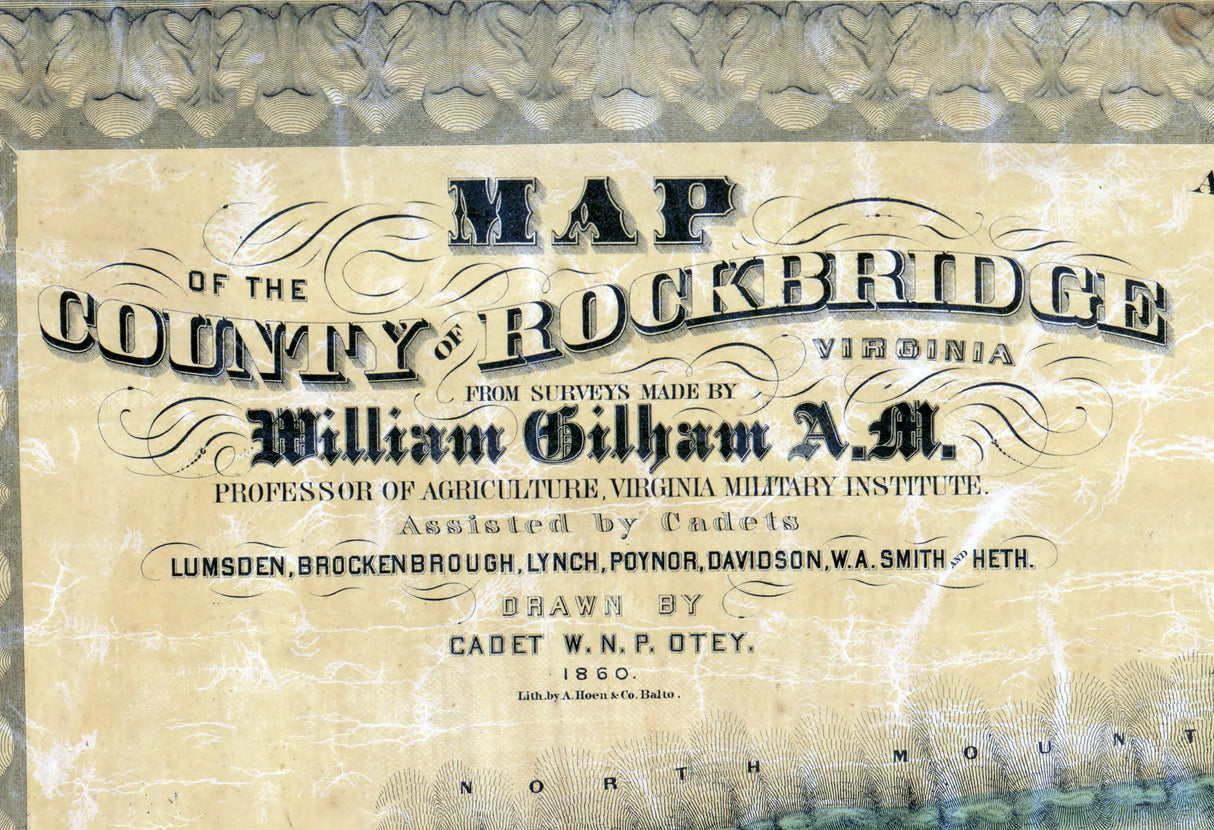 MAP
OF THE
COUNTY OF ROCKBRIDGE
VIRGINIA
FROM SURVEYS MADE BY
William Gilham A.M.
PROFESSOR OF AGRICULTURE, VIRGINIA MILITARY INSTITUTE.
Assisted by Cadets
LUMSDEN, BROCKENBROUGH, LYNCH, POYNOR, DAVIDSON, W.A. SMITH AND HETH.
DRAWN BY
CADET W. N. P. OTEY.
1860.
Lith. by A. Hoen & Co. Balto.
NORTH MOUNT